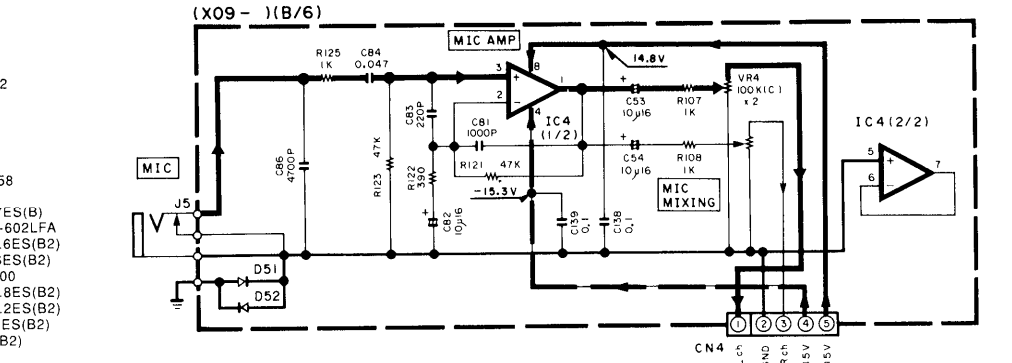 (X09- )(B/6)
MIC AMP
R125
1K
C84
0.047
14.8V
VR4
100K(C)
x 2
C53
10µ16
R107
1K
IC4
(1/2)
IC4(2/2)
C83
220P
C81
1000P
C86
4700P
47K
R123
R121
47K
R122
390
C82
10µ16
C54
10µ16
R108
1K
MIC
MIC
MIXING
-15.3V
C139
0.1
C138
0.1
J5
D51
D52
CN4
1
2
3
4
5
ch
GND
Rch
15V
15V
3
2
8
1
4
5
6
7
2
58
ES(B)
-602LFA
.6ES(B2)
ES(B2)
00
.8ES(B2)
.2ES(B2)
ES(B2)
B2)